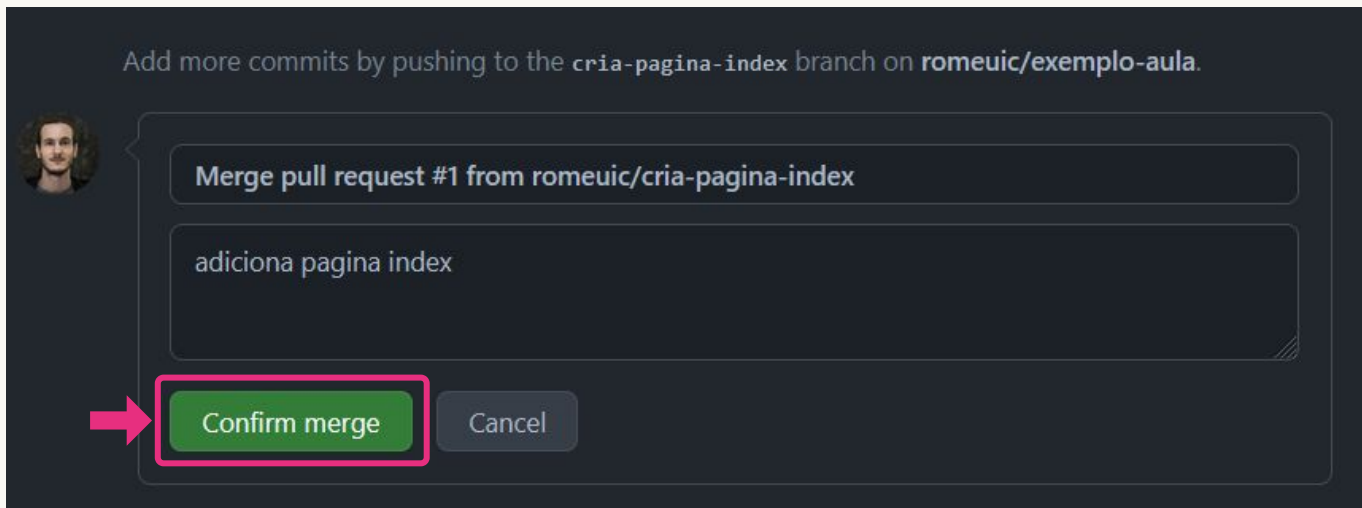 Add more commits by pushing to the cria-pagina-index branch on romeuic/exemplo-aula.
Merge pull request #1 from romeuic/cria-pagina-index
adiciona pagina index
Confirm merge
Cancel